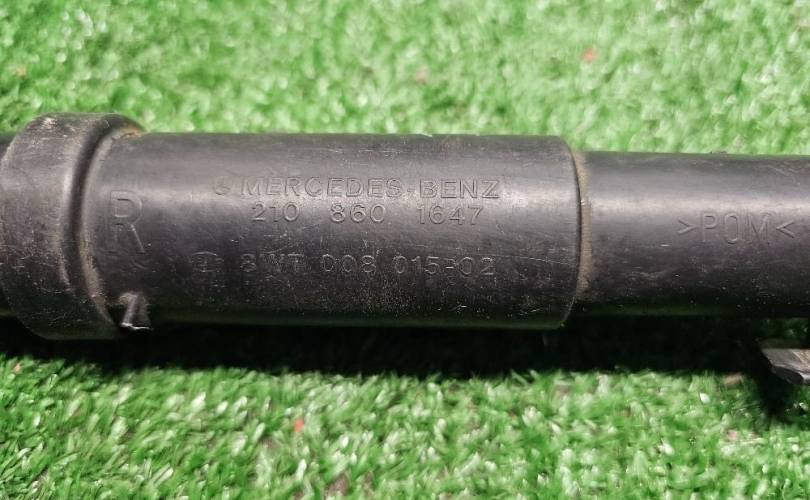 R
MERCEDES-BENZ
210 860 1647
8WT 008 015-02
>POM<